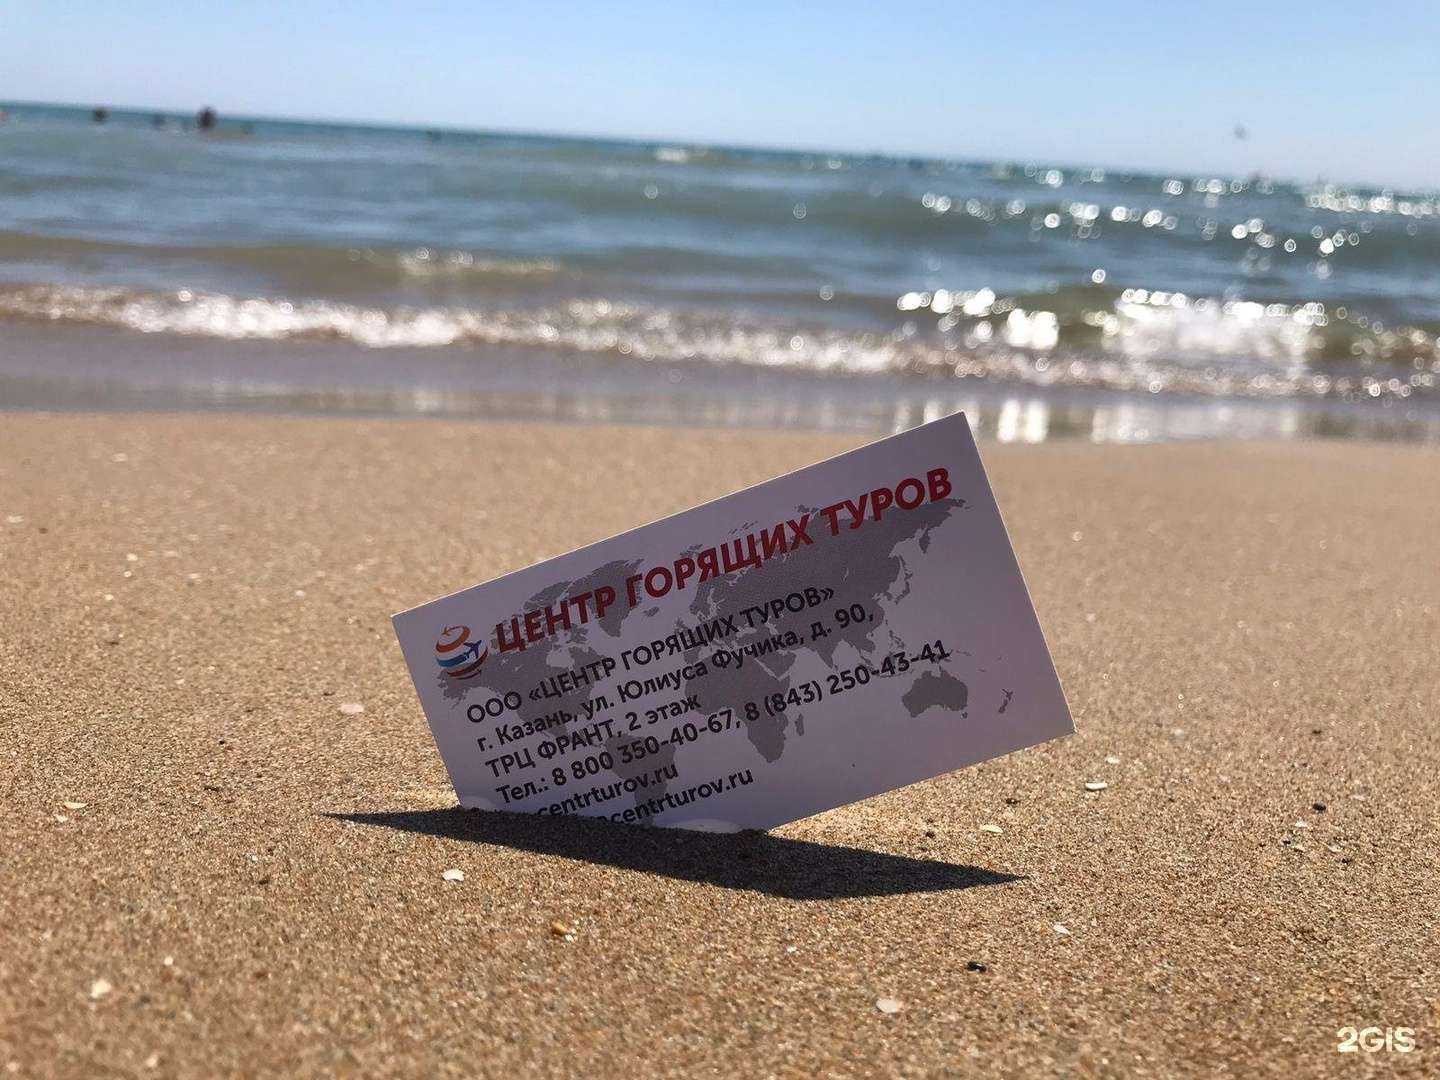 ЦЕНТР ГОРЯЩИХ ТУРОВ
ООО «ЦЕНТР ГОРЯЩИХ ТУРОВ»
г. Казань, ул. Юлиуса Фучика, д. 90,
ТРЦ ФРАНТ, 2 этаж
Тел.: 8 800 350-40-67, 8 (843) 250-43-41
centrturov.ru
centrturov.ru
2GIS